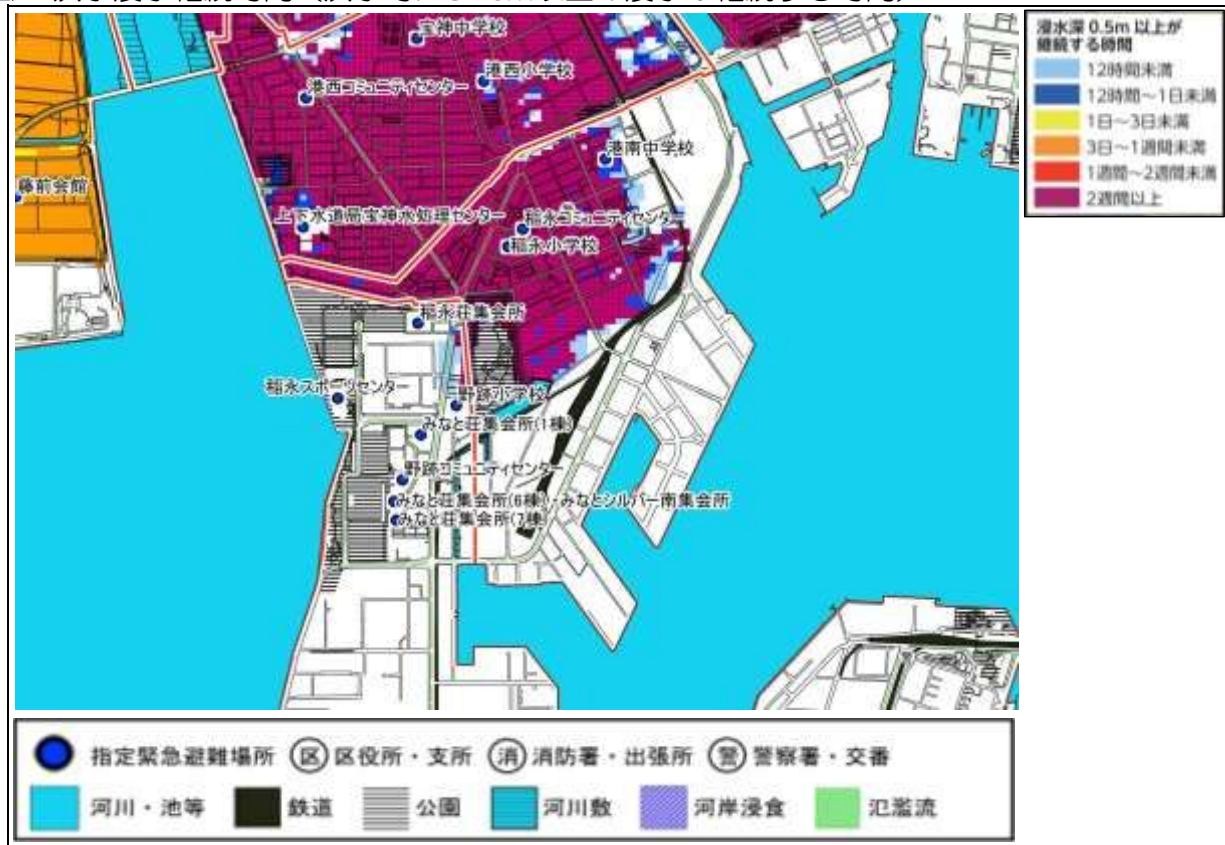 浸水深 0.5m 以上が
継続する時間
12時間未満
12時間～1日未満
1日～3日未満
3日～1週間未満
1週間～2週間未満
2週間以上
宝神中学校
港西小学校
港西コミュニティセンター
港南中学校
藤前会館
上下水道局宝神水処理センター
稲永コミュニティセンター
稲永小学校
稲永荘集会所
稲永スポーツセンター
野跡小学校
みなと荘集会所(1棟)
野跡コミュニティセンター
みなと荘集会所(6棟)・みなとシルバー南集会所
みなと荘集会所(7棟)
指定緊急避難場所 区 区役所・支所 消 消防署・出張所 警 警察署・交番
河川・池等 鉄道 公園 河川敷 河岸浸食 氾濫流